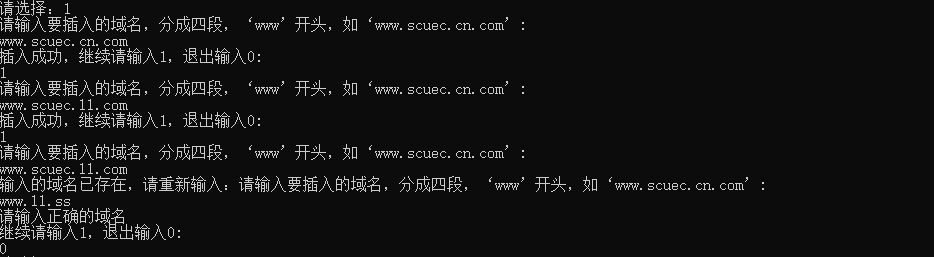 请选择：1
请输入要插入的域名，分成四段，‘www’开头，如‘www.scuec.cn.com’：
www.scuec.cn.com
插入成功，继续请输入1，退出输入0：
1
请输入要插入的域名，分成四段，‘www’开头，如‘www.scuec.cn.com’：
www.scuec.ll.com
插入成功，继续请输入1，退出输入0：
1
请输入要插入的域名，分成四段，‘www’开头，如‘www.scuec.cn.com’：
www.scuec.ll.com
输入的域名已存在，请重新输入：请输入要插入的域名，分成四段，‘www’开头，如‘www.scuec.cn.com’：
www.ll.ss
请输入正确的域名
继续请输入1，退出输入0：
0